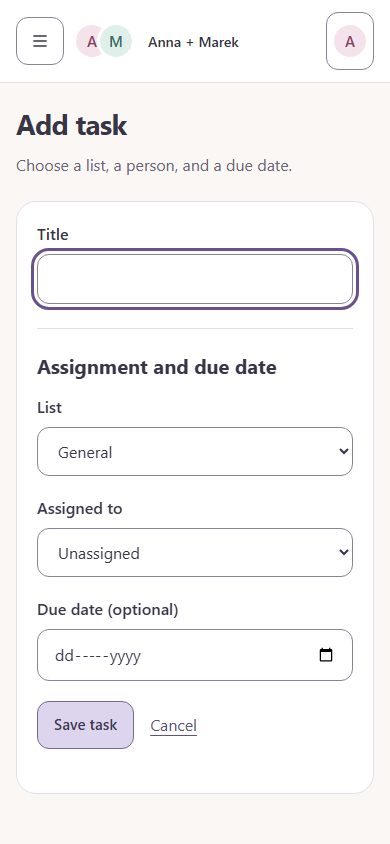 A M Anna + Marek A
Add task
Choose a list, a person, and a due date.
Title
Assignment and due date
List
General
Assigned to
Unassigned
Due date (optional)
dd-----yyyy
Save task Cancel